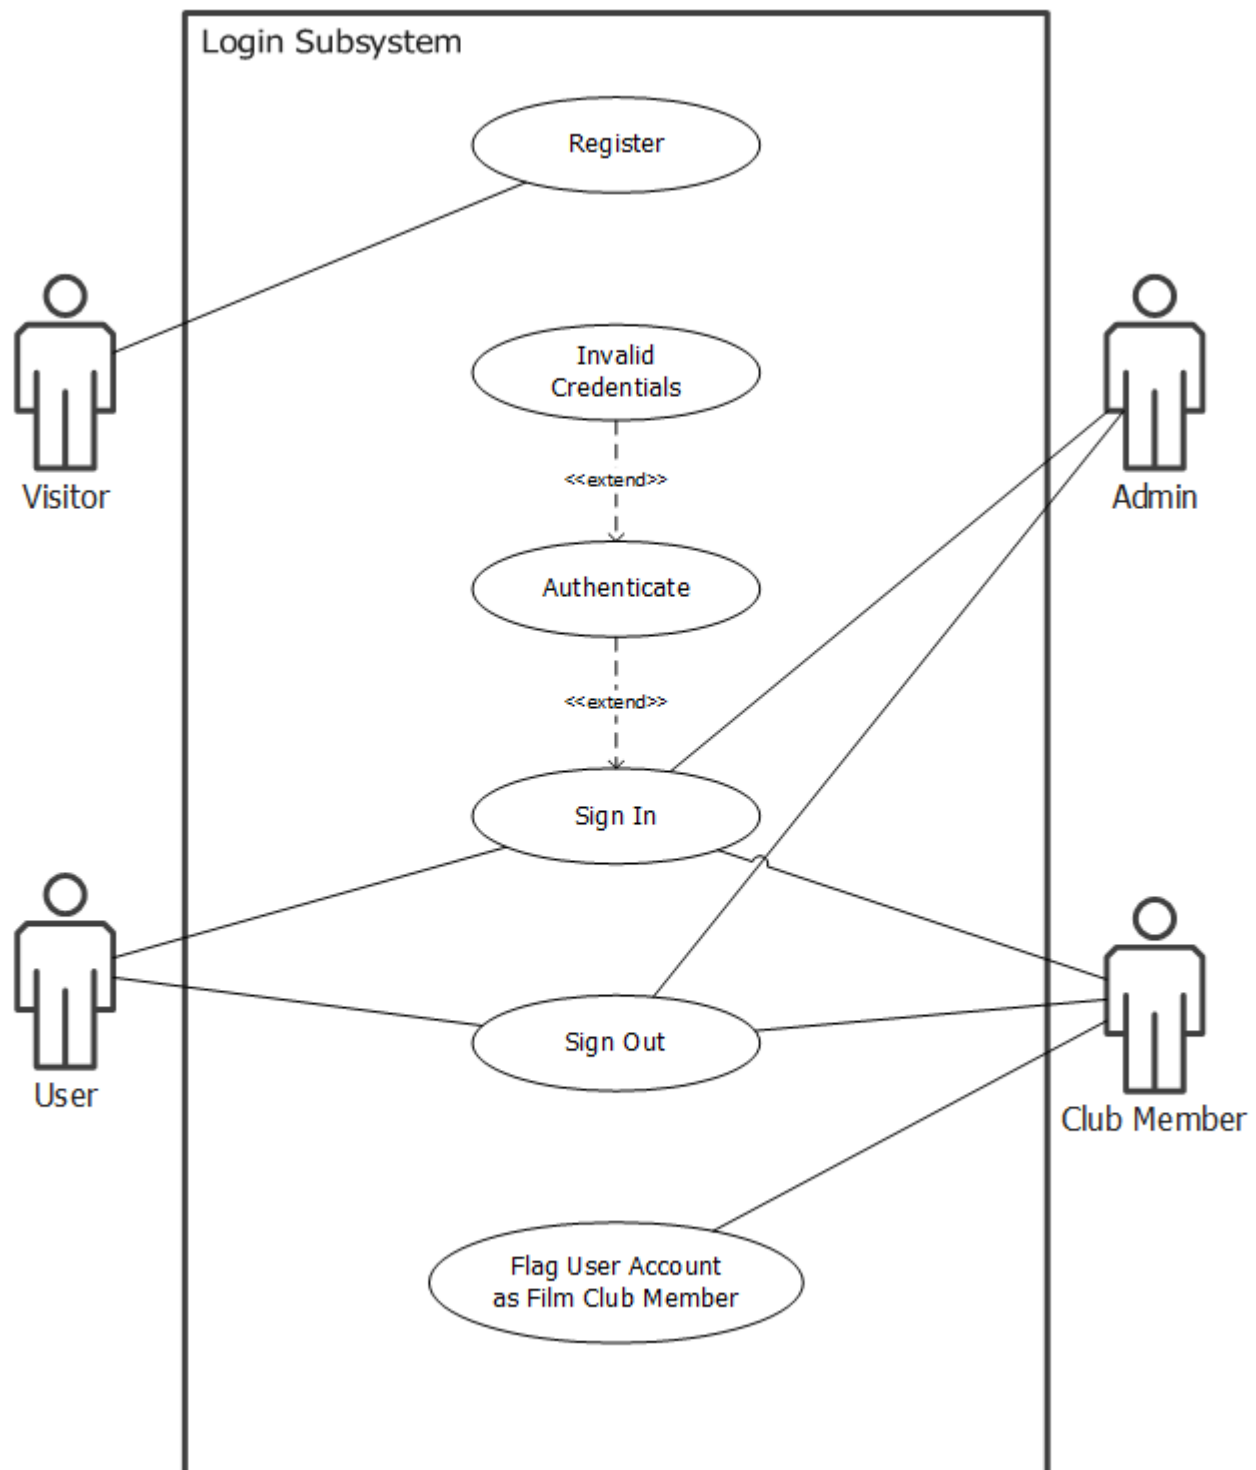 Login Subsystem
Register
Invalid
Credentials
<<extend>>
Visitor
Admin
Authenticate
<<extend>>
Sign In
Sign Out
User
Club Member
Flag User Account
as Film Club Member